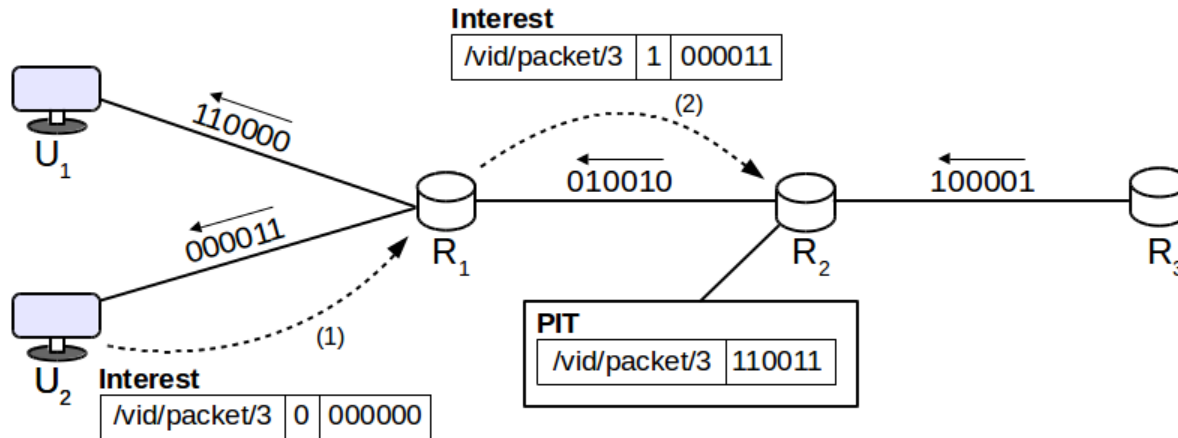 Interest
/vid/packet/3 1 000011
(2)
110000
U1
010010
100001
000011
R1
R2
R3
(1)
PIT
/vid/packet/3 110011
U2
Interest
/vid/packet/3 0 000000